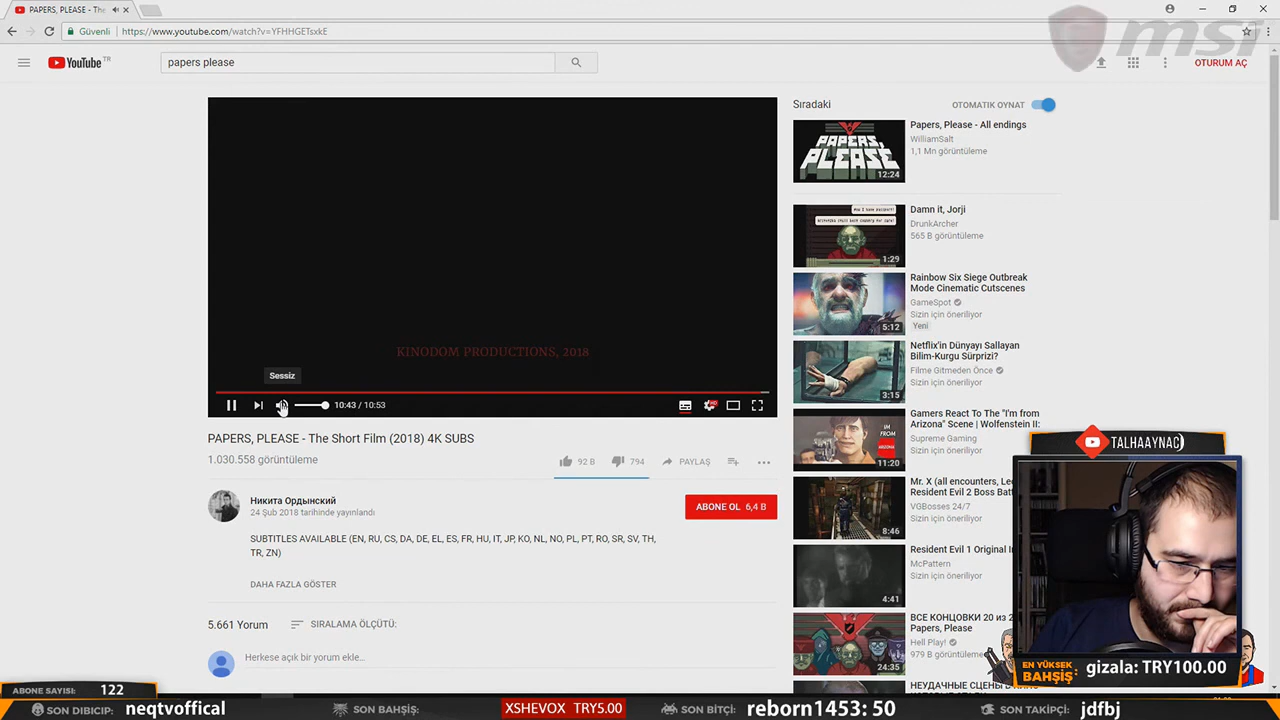 PAPERS, PLEASE - The
Güvenli
https://www.youtube.com/watch?v=YFHHGETsxkE
msi
YouTube TR
papers please
OTURUM AÇ
KINODOM PRODUCTIONS, 2018
Sessiz
10:43 / 10:53
PAPERS, PLEASE - The Short Film (2018) 4K SUBS
1.030.558 görüntüleme
92 B
794
PAYLAŞ
Никита Ордынский
24 Şub 2018 tarihinde yayınlandı
ABONE OL 6,4 B
SUBTITLES AVAILABLE (EN, RU, CS, DA, DE, EL, ES, FR, HU, IT, JP, KO, NL, NO, PL, PT, RO, SR, SV, TH,
TR, ZN)
DAHA FAZLA GÖSTER
5.661 Yorum
SIRALAMA ÖLÇÜTÜ:
Herkese açık bir yorum ekle...
Sıradaki
OTOMATIK OYNAT
PAPERS,
PLEASE
12:24
Papers, Please - All endings
WilliamSalt
1,1 Mn görüntüleme
1:29
Damn it, Jorji
DrunkArcher
565 B görüntüleme
5:12
Rainbow Six Siege Outbreak
Mode Cinematic Cutscenes
GameSpot
Sizin için öneriliyor
Yeni
3:15
Netflix'in Dünyayı Sallayan
Bilim-Kurgu Sürprizi?
Filme Gitmeden Önce
Sizin için öneriliyor
I'M FROM
ARIZONA
11:20
Gamers React To The "I'm from
Arizona" Scene | Wolfenstein II:
Supreme Gaming
Sizin için öneriliyor
8:46
Mr. X (all encounters, Leo
Resident Evil 2 Boss Batt
VGBosses 24/7
Sizin için öneriliyor
4:41
Resident Evil 1 Original In
McPattern
Sizin için öneriliyor
24:35
ВСЕ КОНЦОВКИ 20 из 2
Papers, Please
Hell Play!
979 B görüntüleme
НЕУДАЧНЫЕ СЦЕНЫ
TALHAAYNACI
EN YÜKSEK
BAHŞİŞ:
gizala: TRY100.00
ABONE SAYISI: 122
SON DIBICIP: neqtvoffical
SON BAHŞİŞ: XSHEVOX TRY5.00
SON BİTÇİ: reborn1453: 50
SON TAKİPÇİ: jdfbj